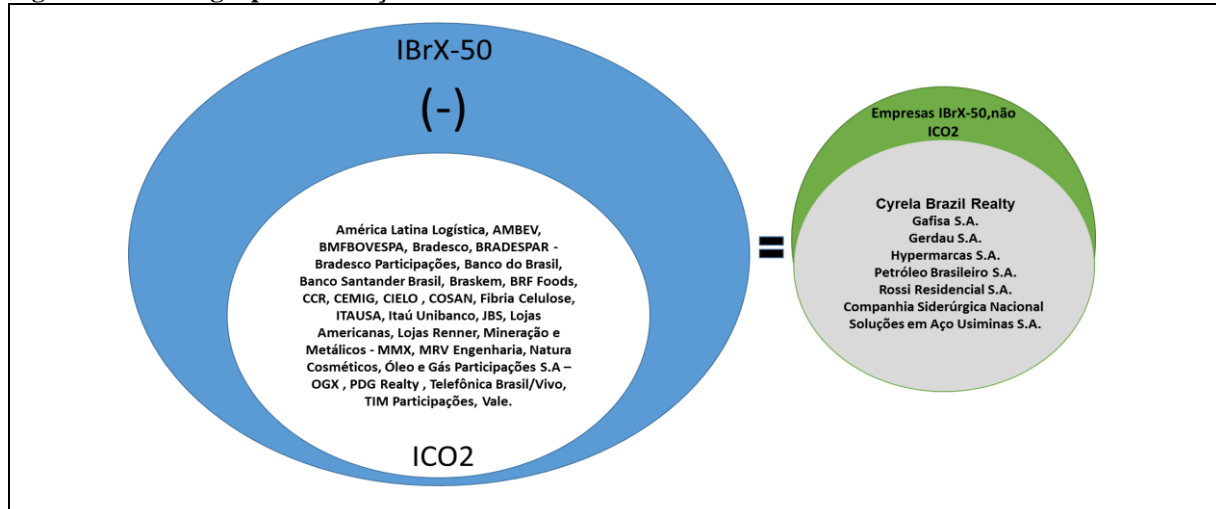 IBrX-50
(-)
América Latina Logística, AMBEV,
BMFBOVESPA, Bradesco, BRADESPAR -
Bradesco Participações, Banco do Brasil,
Banco Santander Brasil, Braskem, BRF Foods,
CCR, CEMIG, CIELO , COSAN, Fibria Celulose,
ITAUSA, Itaú Unibanco, JBS, Lojas
Americanas, Lojas Renner, Mineração e
Metálicos - MMX, MRV Engenharia, Natura
Cosméticos, Óleo e Gás Participações S.A –
OGX , PDG Realty , Telefônica Brasil/Vivo,
TIM Participações, Vale.
ICO2
=
Empresas IBrX-50,não
ICO2
Cyrela Brazil Realty
Gafisa S.A.
Gerdau S.A.
Hypermarcas S.A.
Petróleo Brasileiro S.A.
Rossi Residencial S.A.
Companhia Siderúrgica Nacional
Soluções em Aço Usiminas S.A.